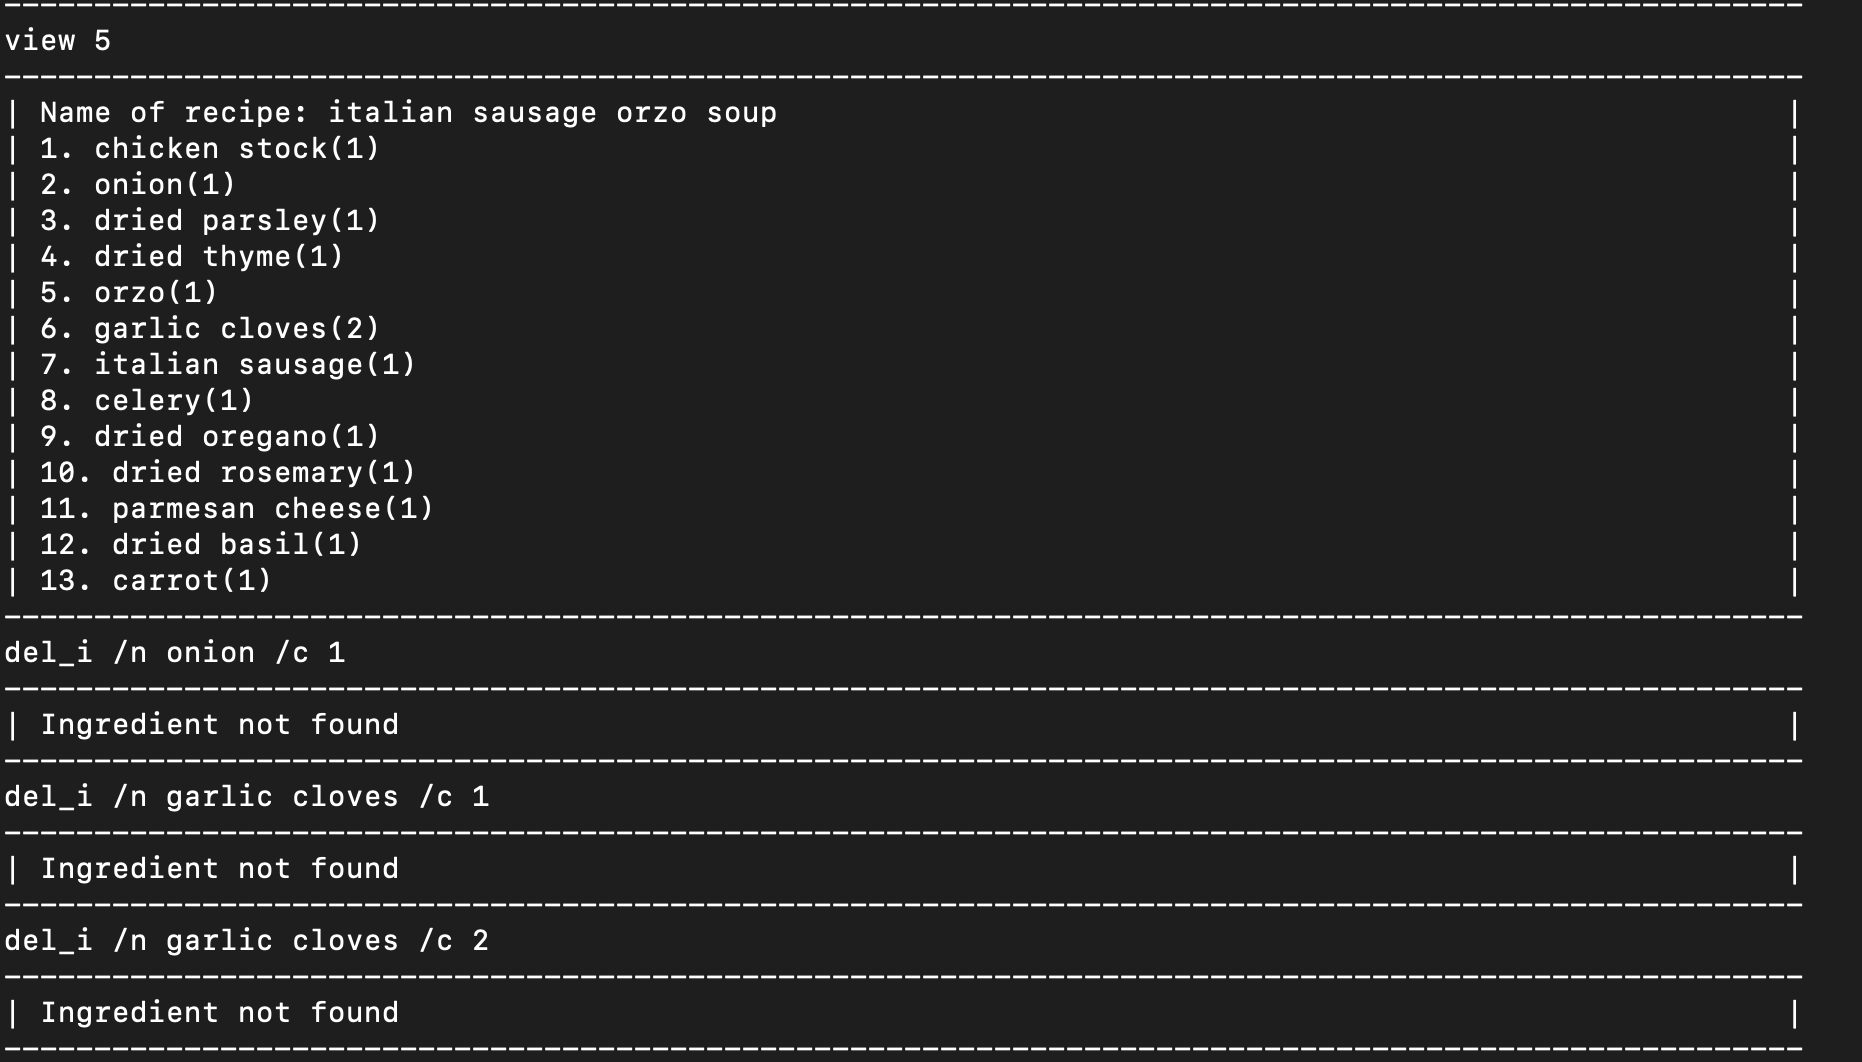 view 5
| Name of recipe: italian sausage orzo soup |
| 1. chicken stock(1) |
| 2. onion(1) |
| 3. dried parsley(1) |
| 4. dried thyme(1) |
| 5. orzo(1) |
| 6. garlic cloves(2) |
| 7. italian sausage(1) |
| 8. celery(1) |
| 9. dried oregano(1) |
| 10. dried rosemary(1) |
| 11. parmesan cheese(1) |
| 12. dried basil(1) |
| 13. carrot(1) |
del_i /n onion /c 1
| Ingredient not found |
del_i /n garlic cloves /c 1
| Ingredient not found |
del_i /n garlic cloves /c 2
| Ingredient not found |